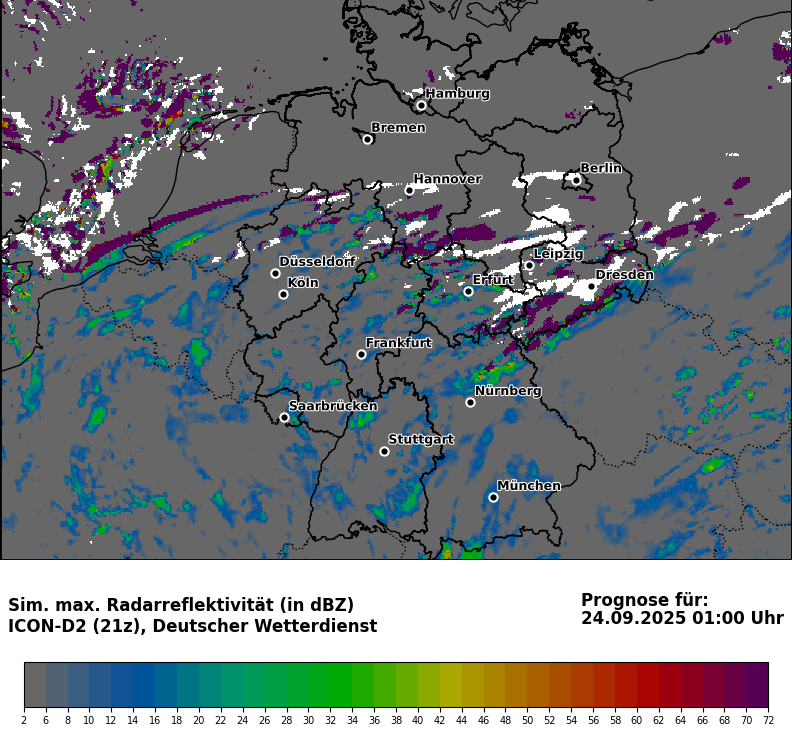 Hamburg
Bremen
Berlin
Hannover
Leipzig
Düsseldorf
Dresden
Erfurt
Köln
Frankfurt
Nürnberg
Saarbrücken
Stuttgart
München
Sim. max. Radarreflektivität (in dBZ)
ICON-D2 (21z), Deutscher Wetterdienst
Prognose für:
24.09.2025 01:00 Uhr
2 6 8 10 12 14 16 18 20 22 24 26 28 30 32 34 36 38 40 42 44 46 48 50 52 54 56 58 60 62 64 66 68 70 72